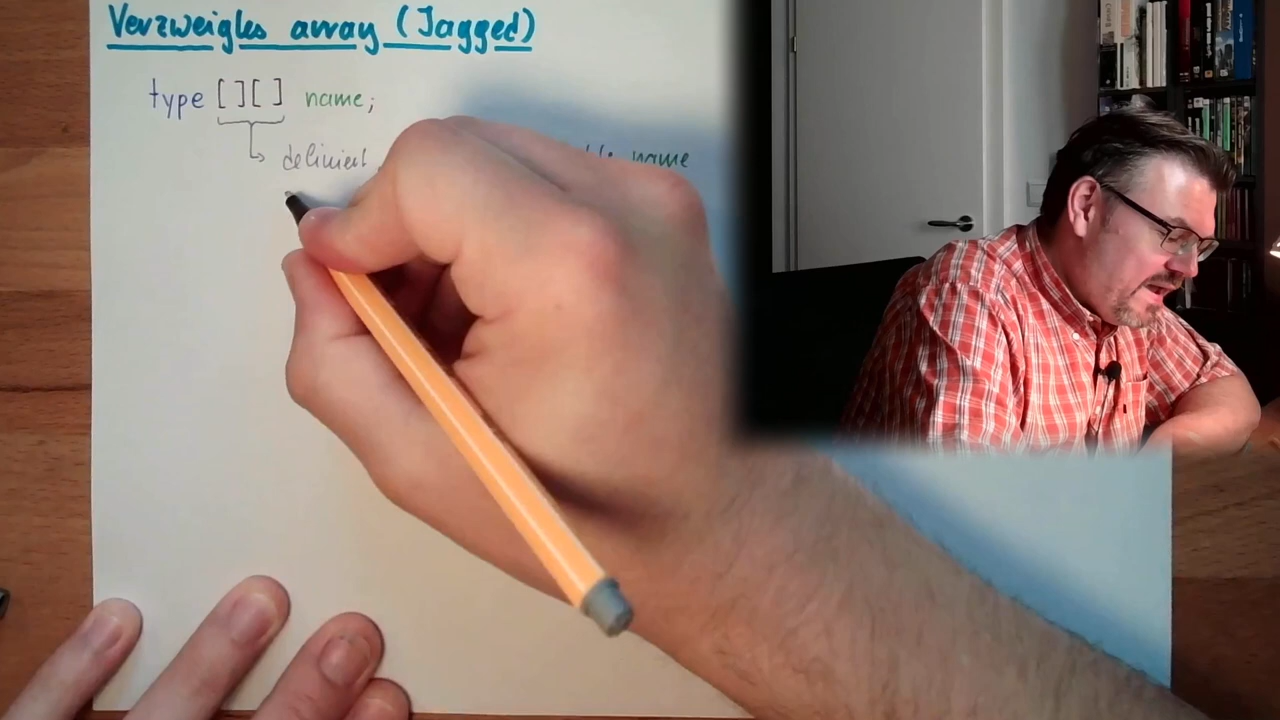 Verzweigtes array (Jagged)
type [ ][ ] name;
definiert name